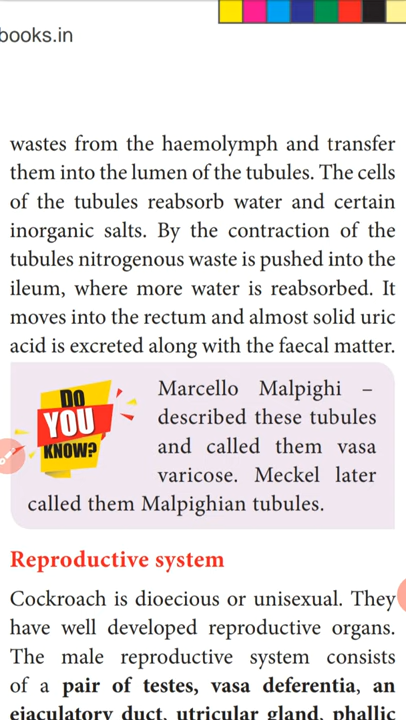 books.in
wastes from the haemolymph and transfer
them into the lumen of the tubules. The cells
of the tubules reabsorb water and certain
inorganic salts. By the contraction of the
tubules nitrogenous waste is pushed into the
ileum, where more water is reabsorbed. It
moves into the rectum and almost solid uric
acid is excreted along with the faecal matter.
DO
YOU
KNOW?
Marcello Malpighi –
described these tubules
and called them vasa
varicose. Meckel later
called them Malpighian tubules.
Reproductive system
Cockroach is dioecious or unisexual. They
have well developed reproductive organs.
The male reproductive system consists
of a pair of testes, vasa deferentia, an
ejaculatory duct, utricular gland, phallic